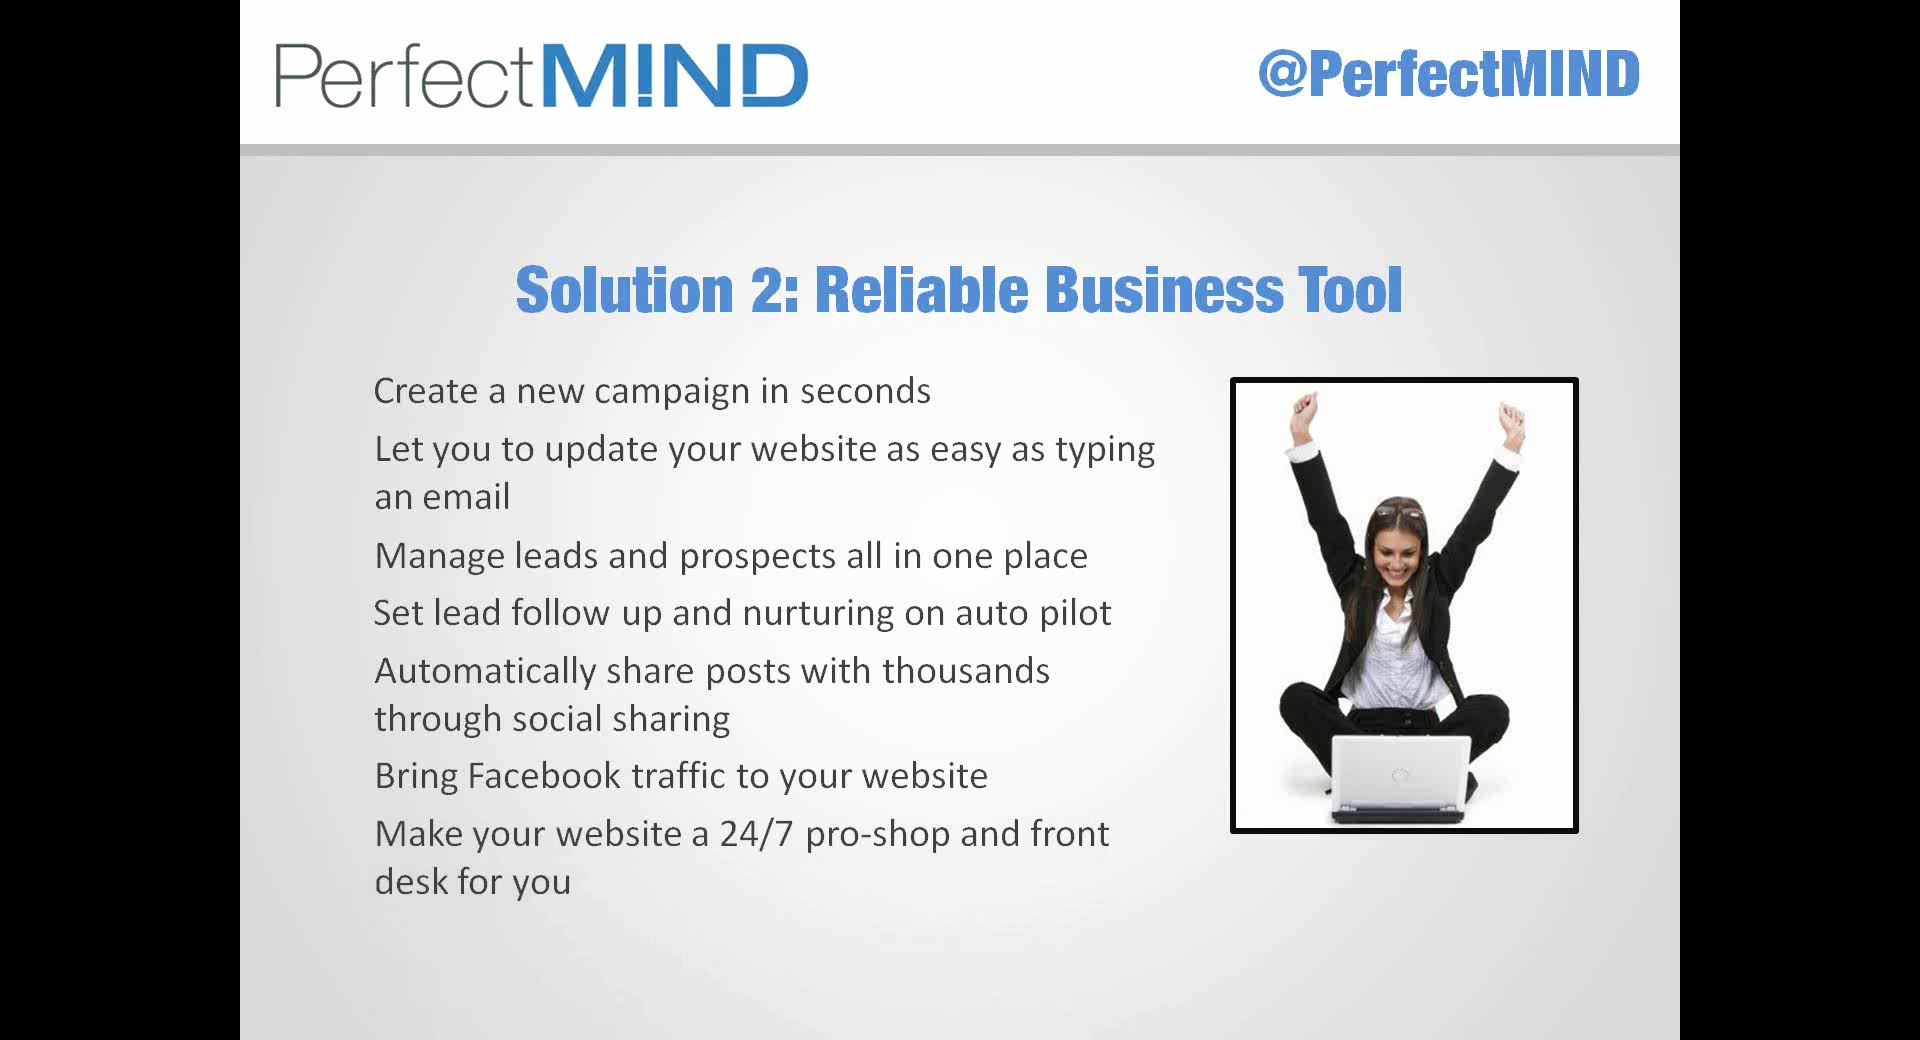 PerfectM!ND
@PerfectMIND
Solution 2: Reliable Business Tool
Create a new campaign in seconds
Let you to update your website as easy as typing
an email
Manage leads and prospects all in one place
Set lead follow up and nurturing on auto pilot
Automatically share posts with thousands
through social sharing
Bring Facebook traffic to your website
Make your website a 24/7 pro-shop and front
desk for you